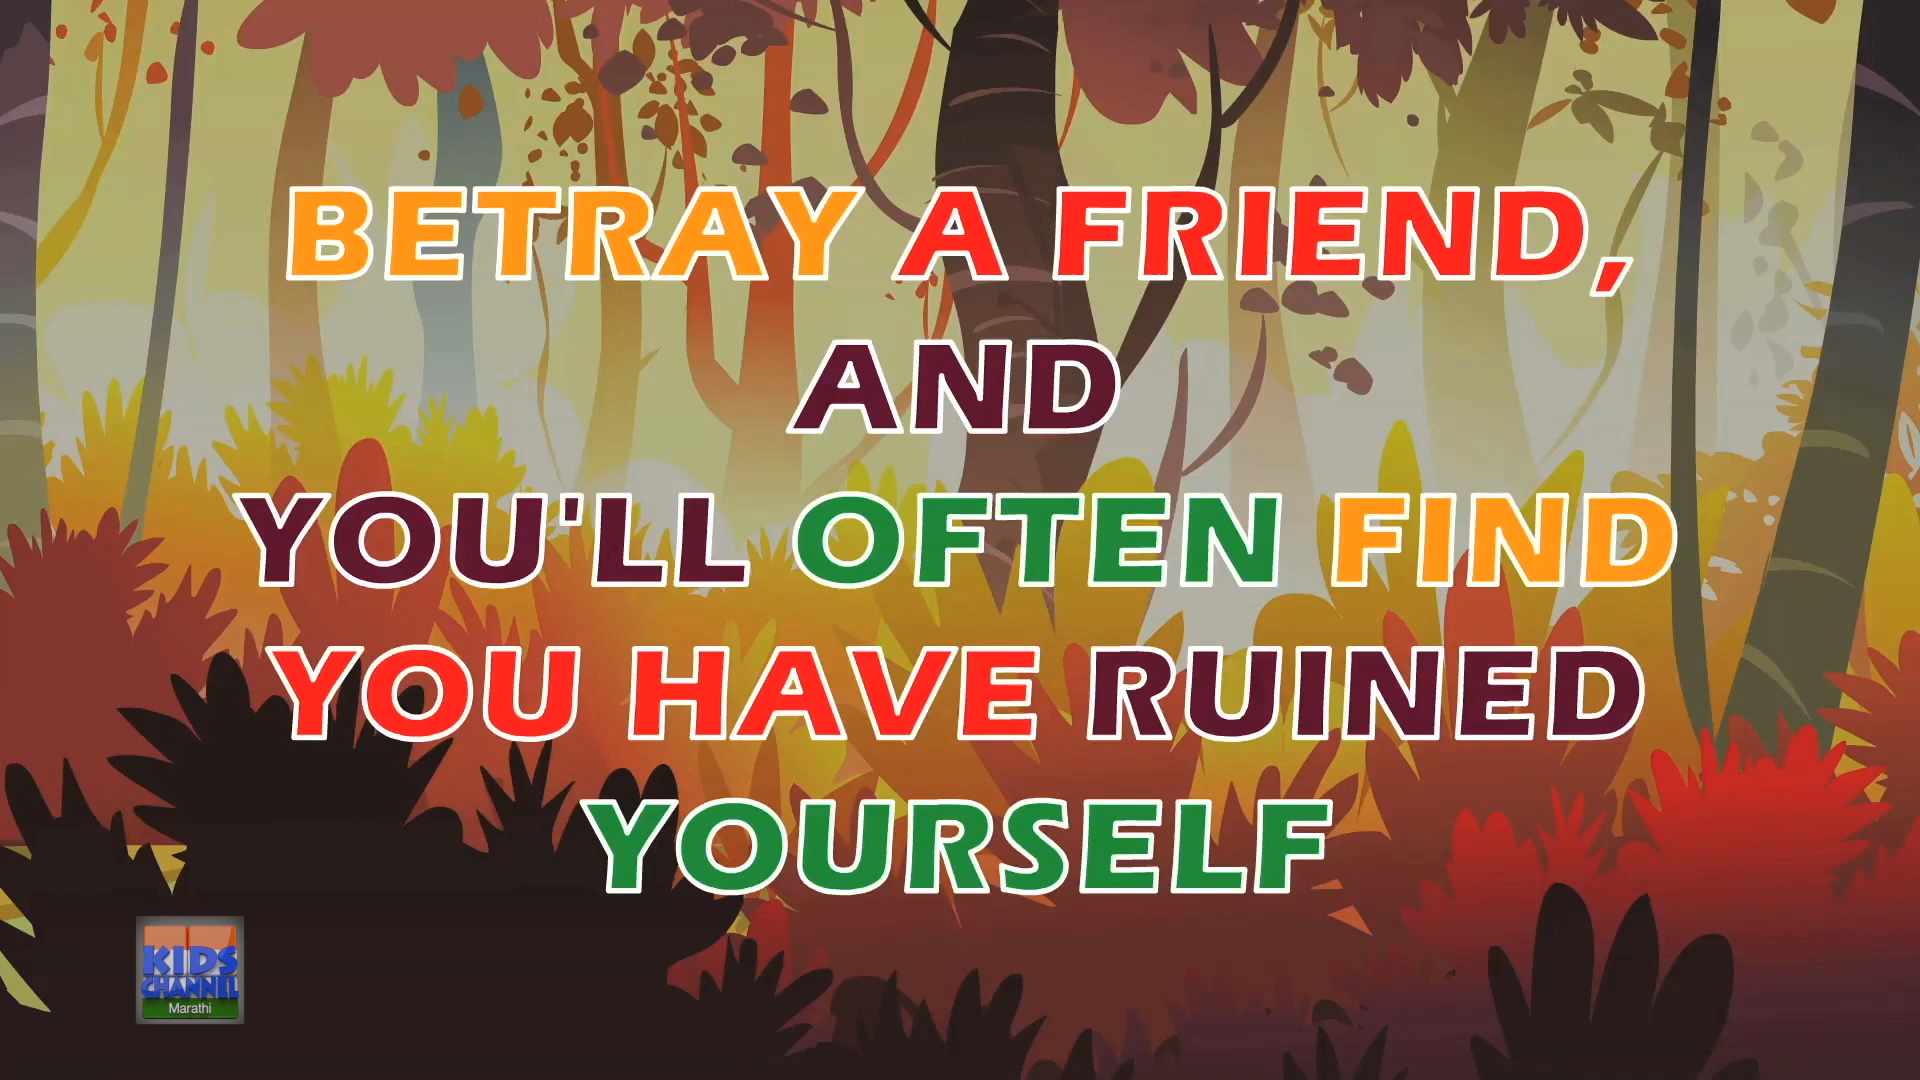 BETRAY A FRIEND,
AND
YOU'LL OFTEN FIND
YOU HAVE RUINED
YOURSELF
KIDS
CHANNEL
Marathi